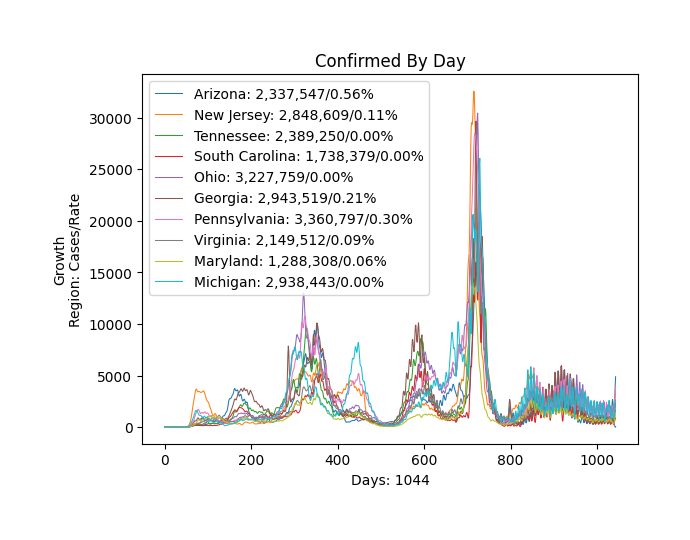 Confirmed By Day
Growth
Region: Cases/Rate
30000
25000
20000
15000
10000
5000
0
Arizona: 2,337,547/0.56%
New Jersey: 2,848,609/0.11%
Tennessee: 2,389,250/0.00%
South Carolina: 1,738,379/0.00%
Ohio: 3,227,759/0.00%
Georgia: 2,943,519/0.21%
Pennsylvania: 3,360,797/0.30%
Virginia: 2,149,512/0.09%
Maryland: 1,288,308/0.06%
Michigan: 2,938,443/0.00%
0 200 400 600 800 1000
Days: 1044